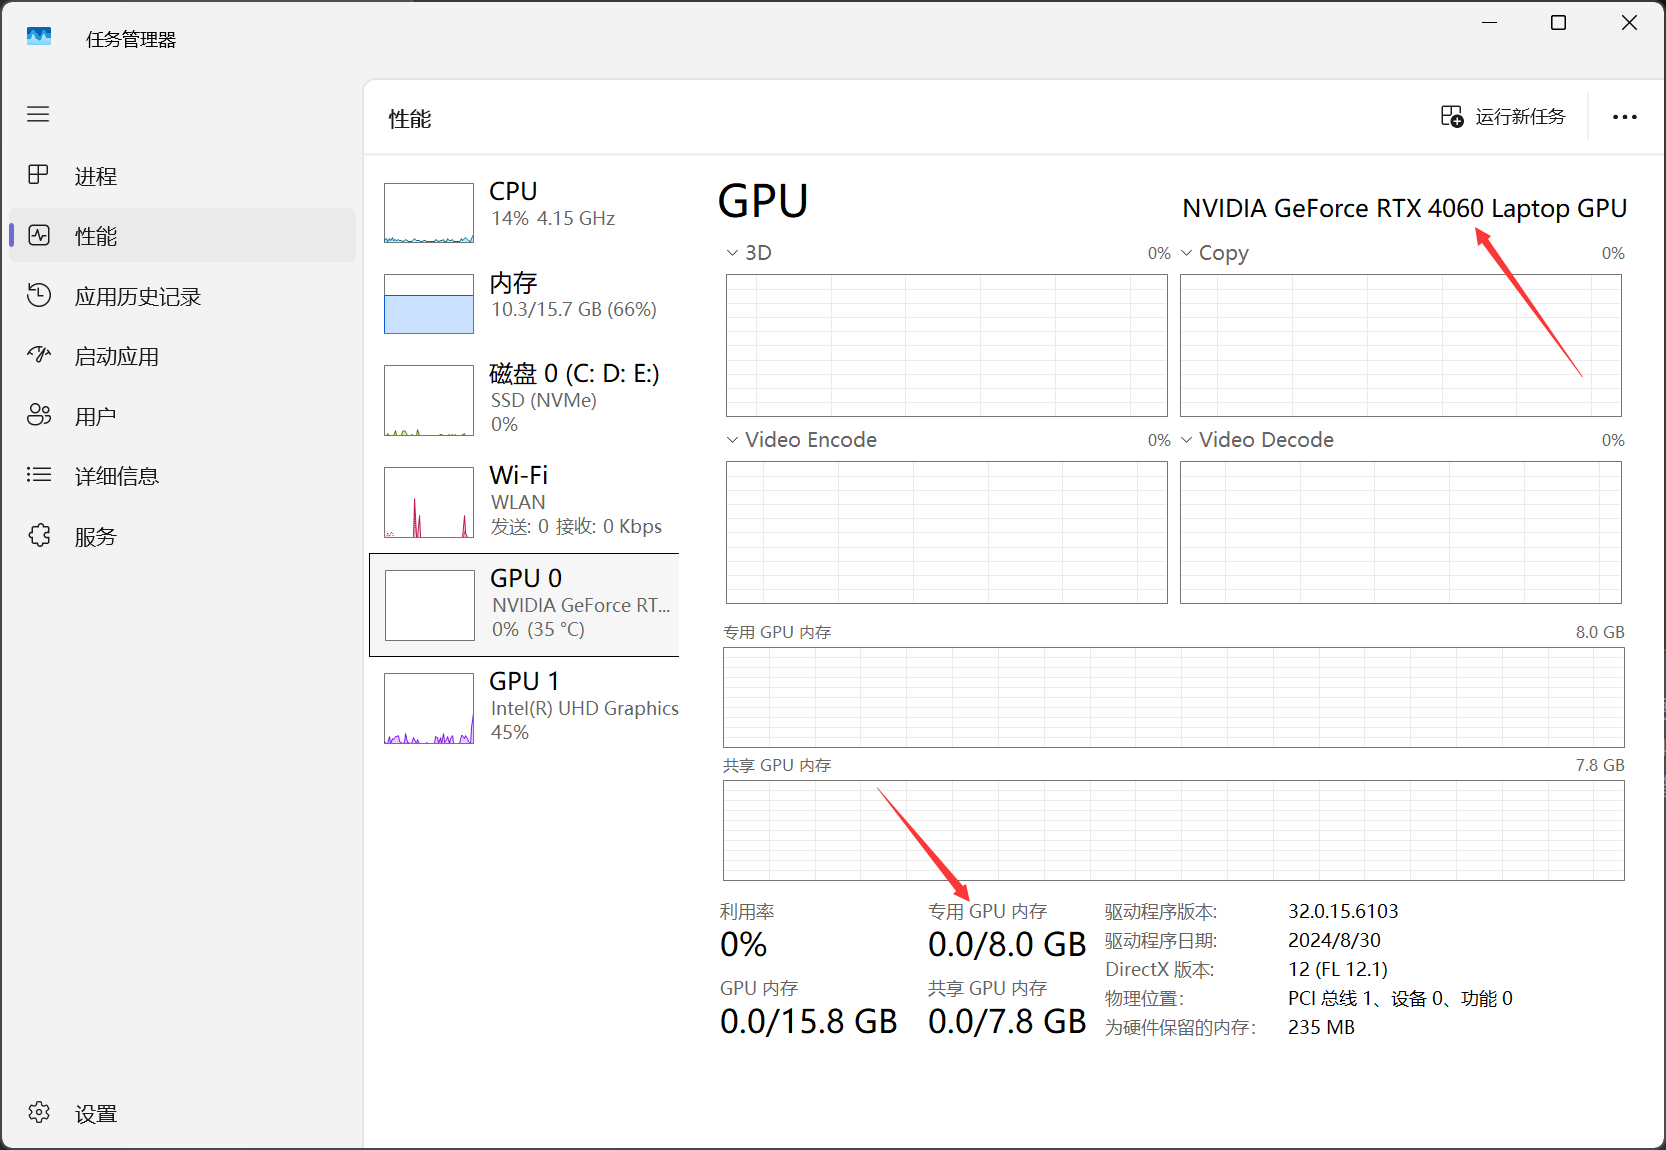 任务管理器
性能
运行新任务
进程
性能
应用历史记录
启动应用
用户
详细信息
服务
设置
CPU
14% 4.15 GHz
内存
10.3/15.7 GB (66%)
磁盘 0 (C: D: E:)
SSD (NVMe)
0%
Wi-Fi
WLAN
发送: 0 接收: 0 Kbps
GPU 0
NVIDIA GeForce RT...
0% (35 °C)
GPU 1
Intel(R) UHD Graphics
45%
GPU
NVIDIA GeForce RTX 4060 Laptop GPU
3D 0%
Copy 0%
Video Encode 0%
Video Decode 0%
专用 GPU 内存 8.0 GB
共享 GPU 内存 7.8 GB
利用率
0%
专用 GPU 内存
0.0/8.0 GB
GPU 内存
0.0/15.8 GB
共享 GPU 内存
0.0/7.8 GB
驱动程序版本: 32.0.15.6103
驱动程序日期: 2024/8/30
DirectX 版本: 12 (FL 12.1)
物理位置: PCI 总线 1、设备 0、功能 0
为硬件保留的内存: 235 MB